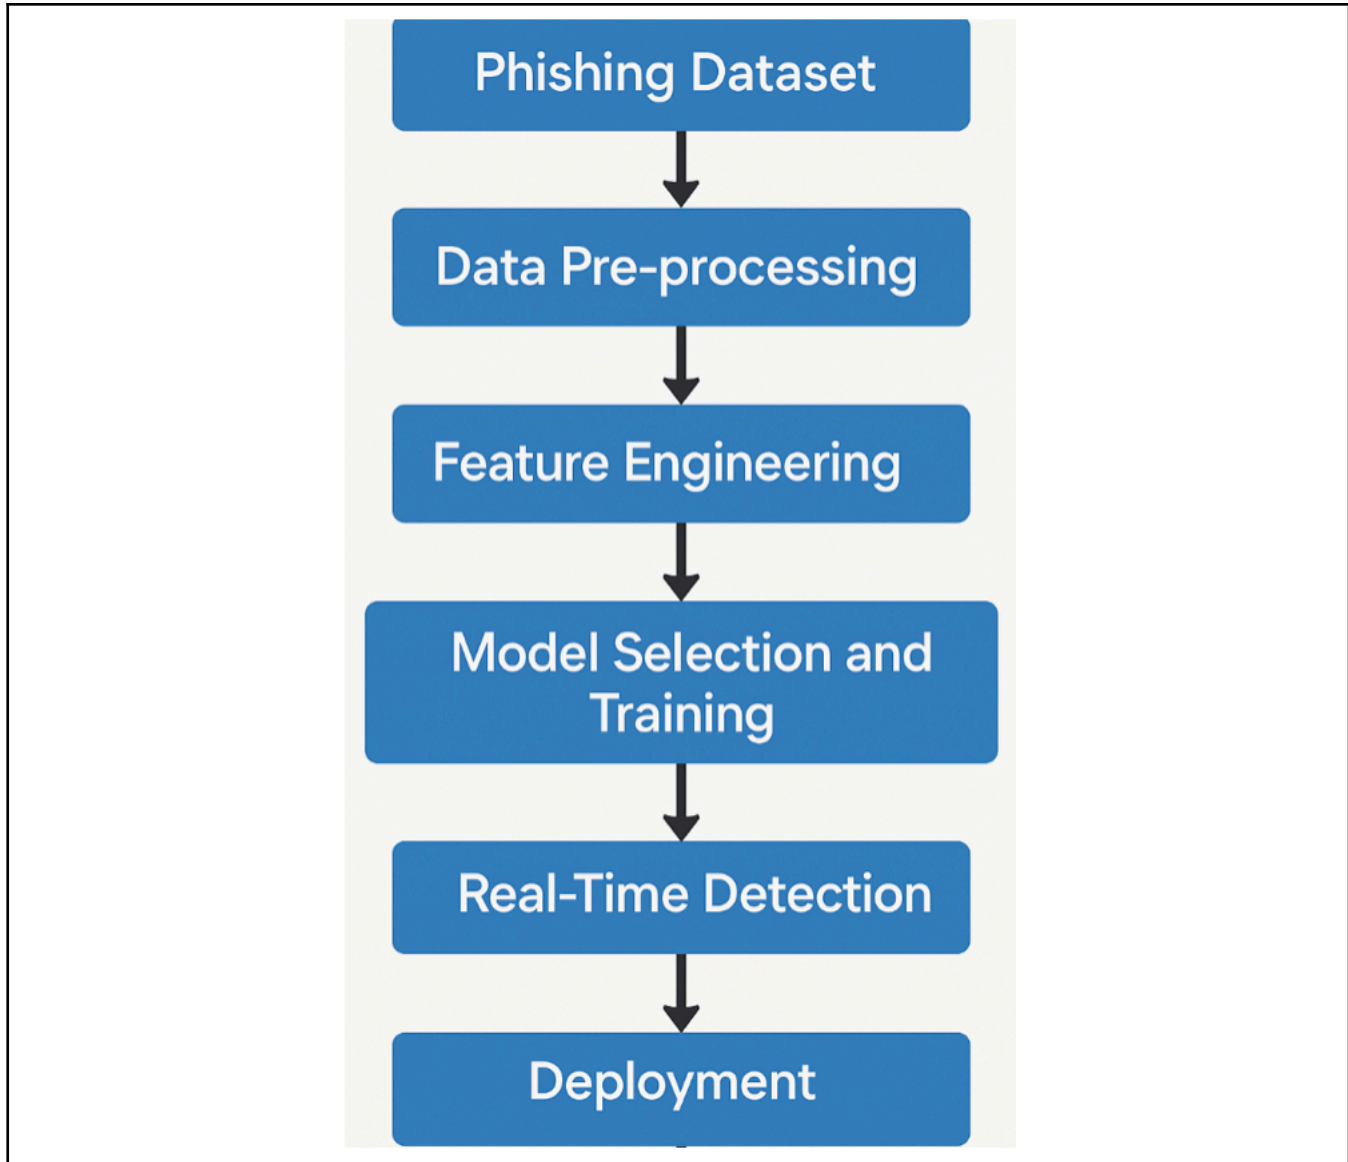 Phishing Dataset
Data Pre-processing
Feature Engineering
Model Selection and
Training
Real-Time Detection
Deployment